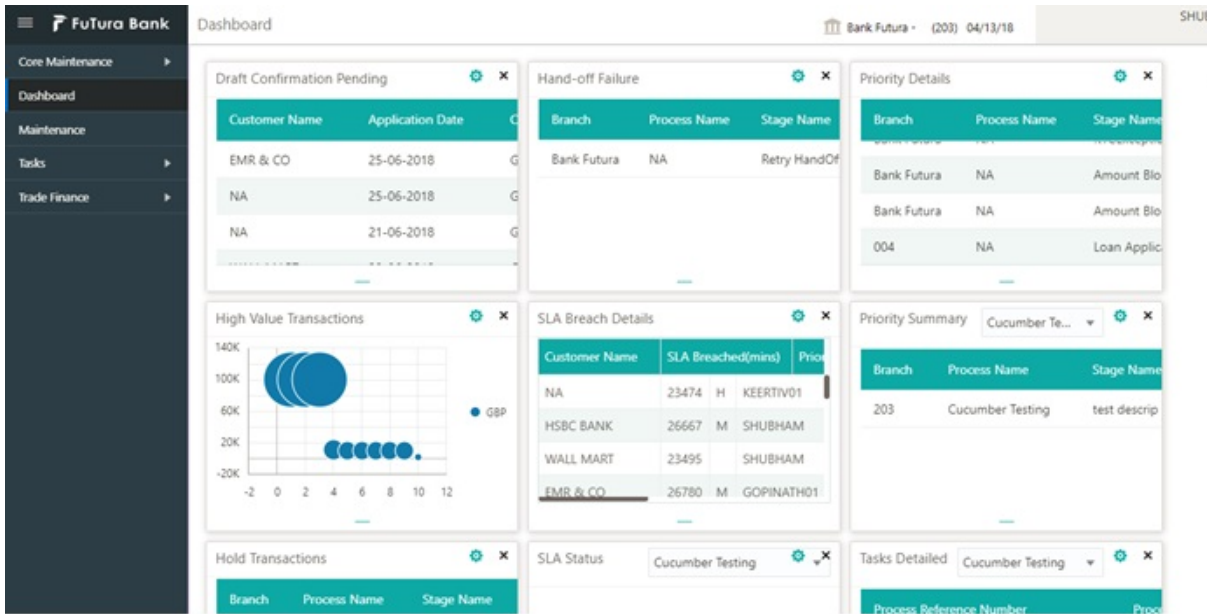 FuTura Bank
Dashboard
Bank Futura
(203) 04/13/18
SHUB
Core Maintenance
Dashboard
Maintenance
Tasks
Trade Finance
Draft Confirmation Pending
Customer Name Application Date C
EMR & CO 25-06-2018 G
NA 25-06-2018 G
NA 21-06-2018 G
Hand-off Failure
Branch Process Name Stage Name
Bank Futura NA Retry HandOf
Priority Details
Branch Process Name Stage Name
Bank Futura NA Amount Blo
Bank Futura NA Amount Blo
004 NA Loan Applic
High Value Transactions
140K
100K
60K
20K
-20K
-2 0 2 4 6 8 10 12
GBP
SLA Breach Details
Customer Name SLA Breached(mins) Prior
NA 23474 H KEERTIV01
HSBC BANK 26667 M SHUBHAM
WALL MART 23495 SHUBHAM
EMR & CO 26780 M GOPINATH01
Priority Summary Cucumber Te...
Branch Process Name Stage Name
203 Cucumber Testing test descrip
Hold Transactions
Branch Process Name Stage Name
SLA Status Cucumber Testing
Tasks Detailed Cucumber Testing
Process Reference Number Proce